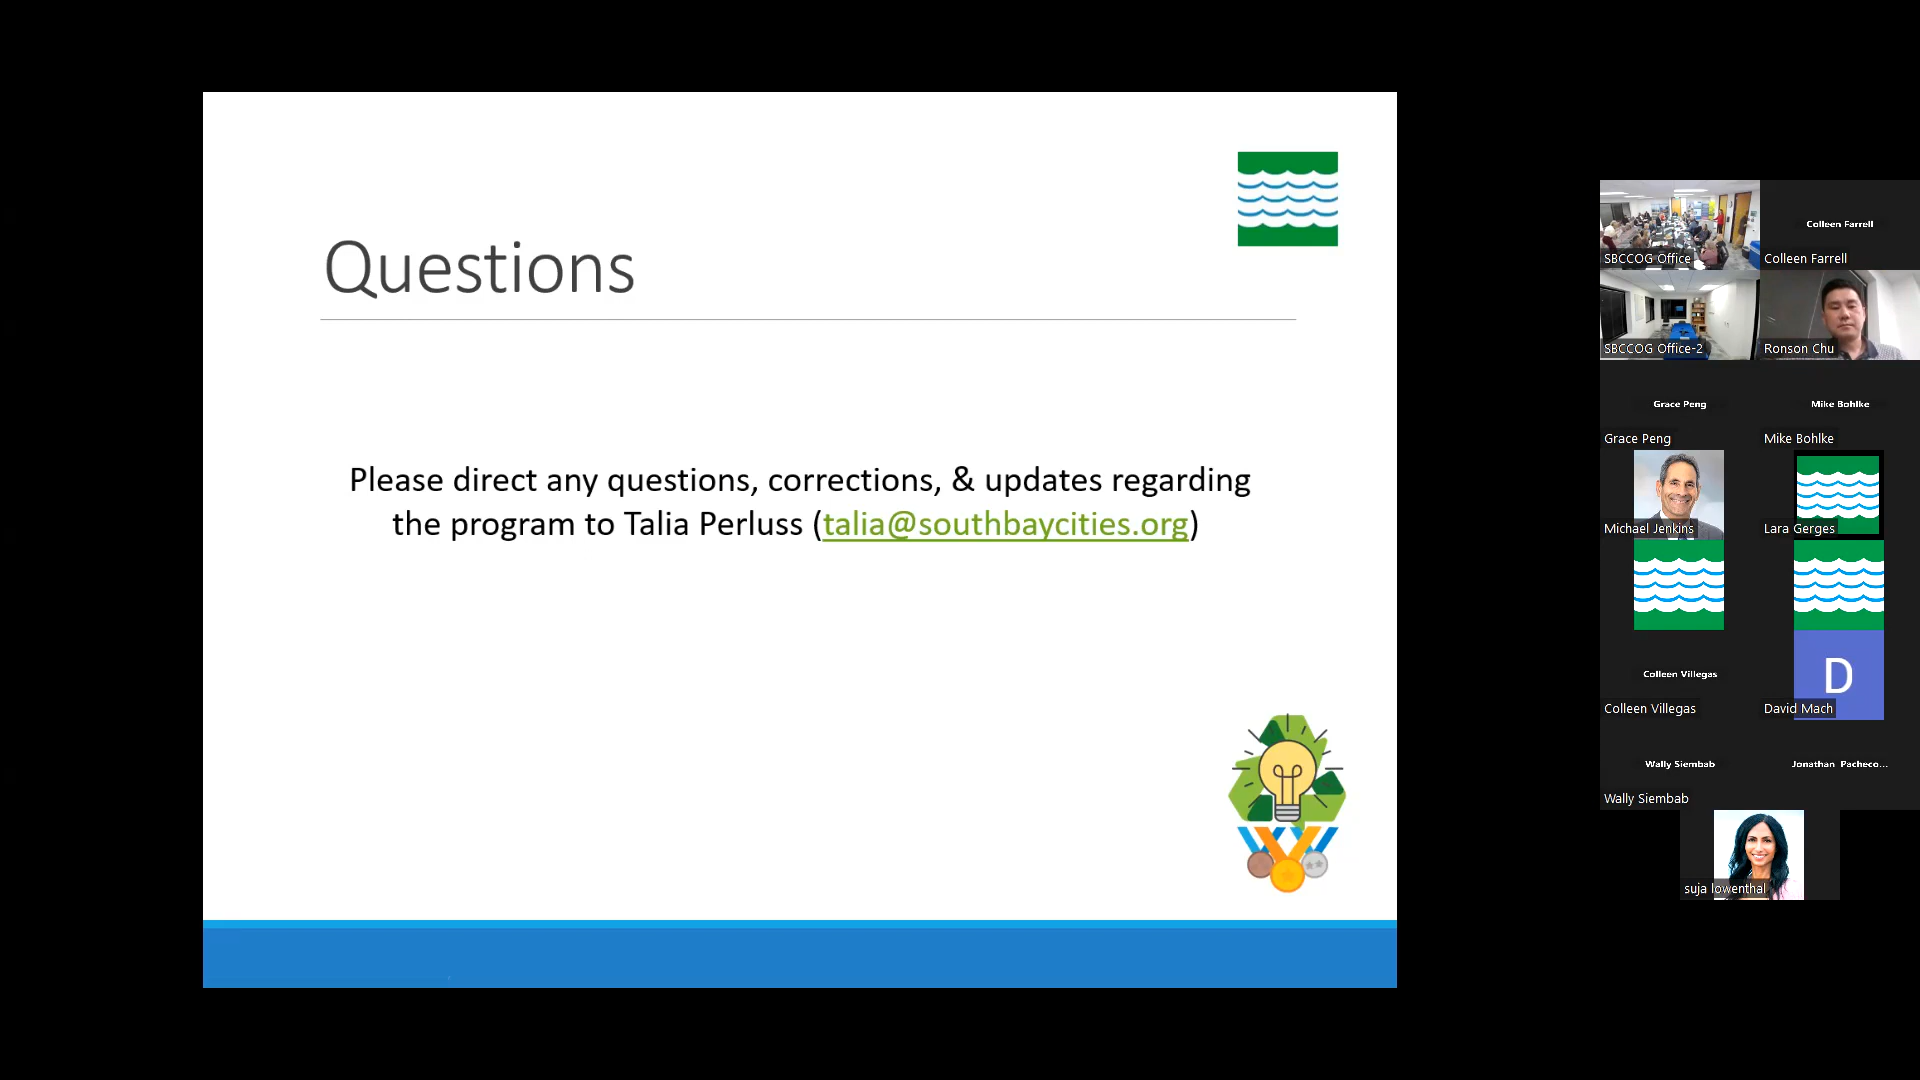 Questions
Please direct any questions, corrections, & updates regarding
the program to Talia Perluss (talia@southbaycities.org)
SBCCOG Office
Colleen Farrell
Colleen Farrell
SBCCOG Office-2
Ronson Chu
Grace Peng
Grace Peng
Mike Bohlke
Mike Bohlke
Michael Jenkins
Lara Gerges
Colleen Villegas
Colleen Villegas
D
David Mach
Wally Siembab
Wally Siembab
Jonathan Pacheco...
suja lowenthal